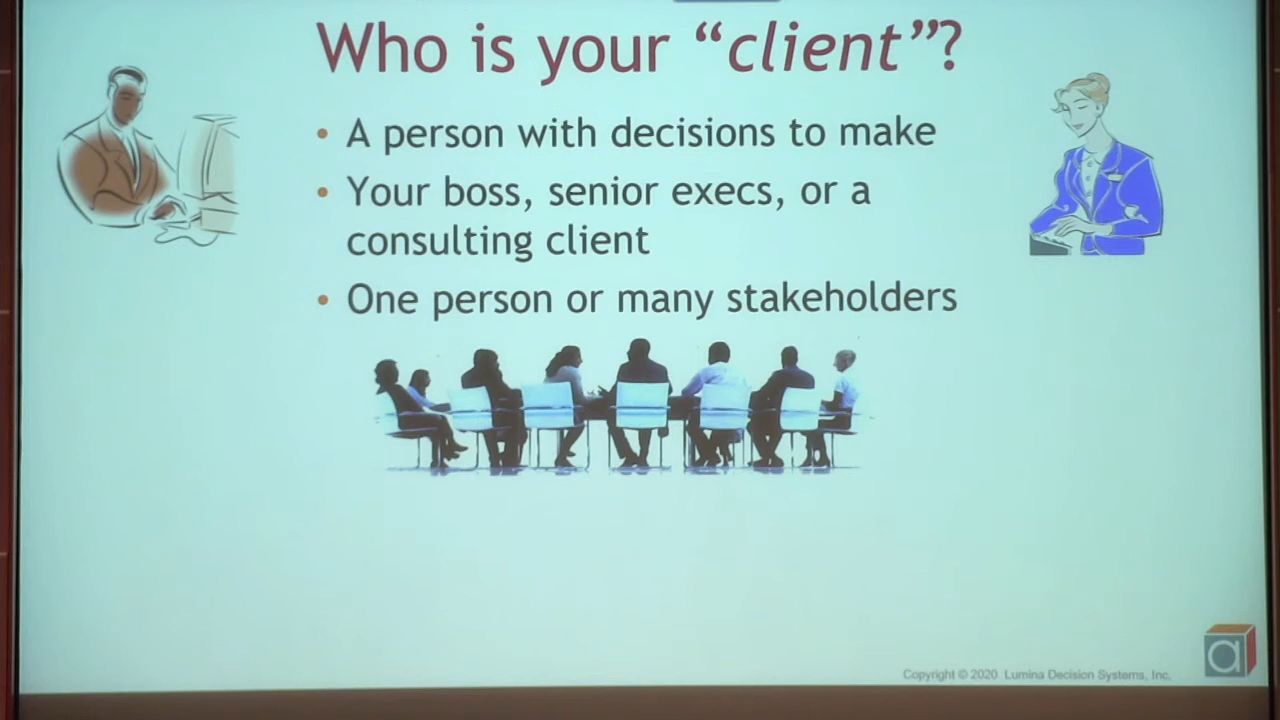 Who is your “client”?
• A person with decisions to make
• Your boss, senior execs, or a
consulting client
• One person or many stakeholders
Copyright © 2020 Lumina Decision Systems, Inc.
a